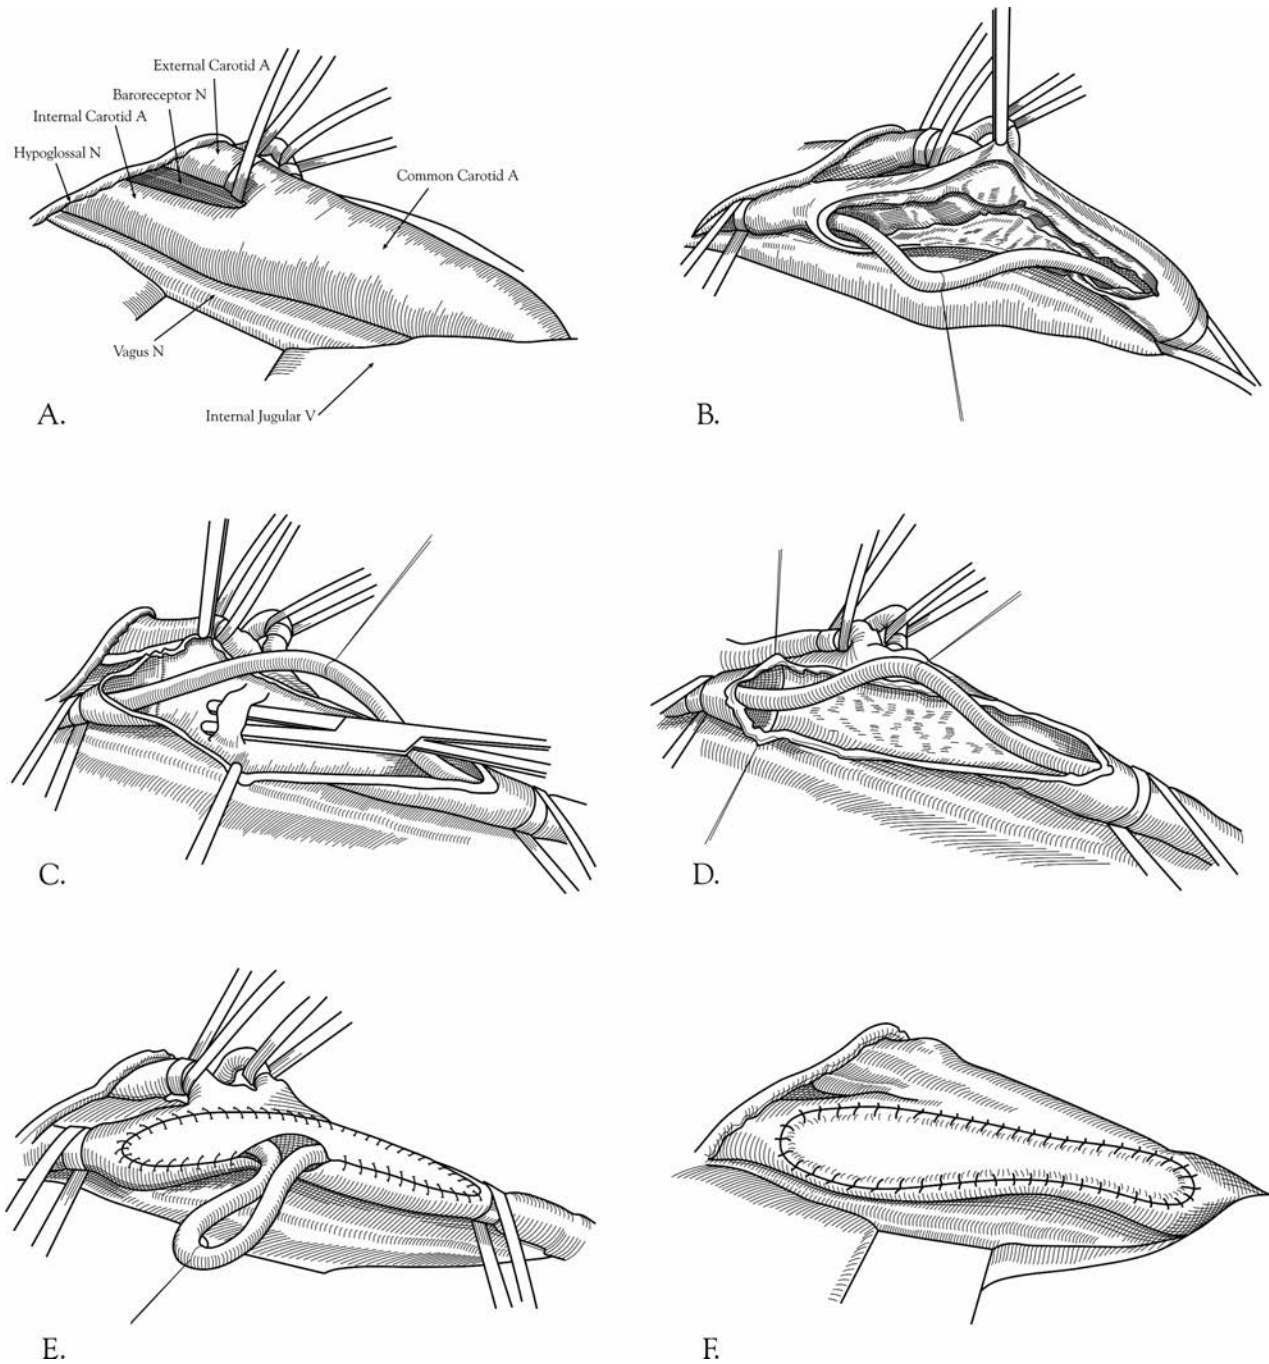 External Carotid A
Baroreceptor N
Internal Carotid A
Hypoglossal N
Common Carotid A
Vagus N
Internal Jugular V
A.
B.
C.
D.
E.
F.